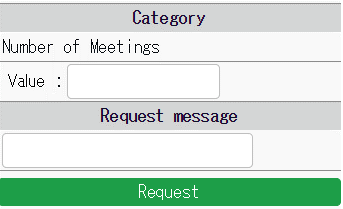 Category
Number of Meetings
Value :
Request message
Request